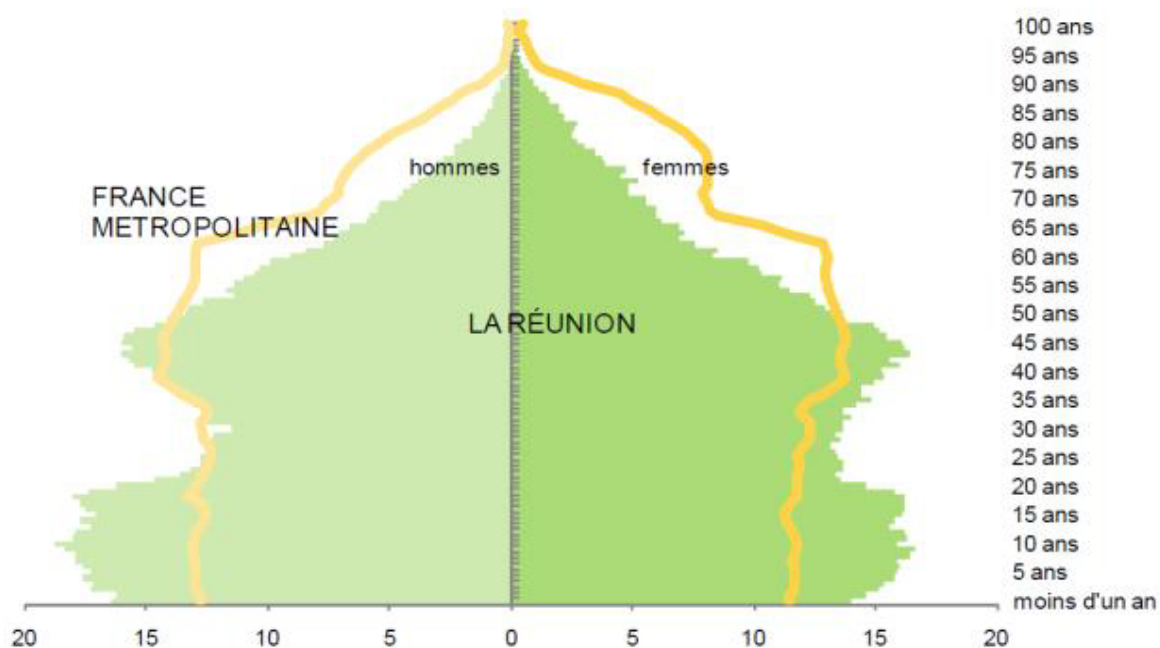 100 ans
95 ans
90 ans
85 ans
80 ans
hommes
femmes
75 ans
FRANCE
METROPOLITAINE
70 ans
65 ans
60 ans
55 ans
50 ans
LA RÉUNION
45 ans
40 ans
35 ans
30 ans
25 ans
20 ans
15 ans
10 ans
5 ans
moins d'un an
20 15 10 5 0 5 10 15 20